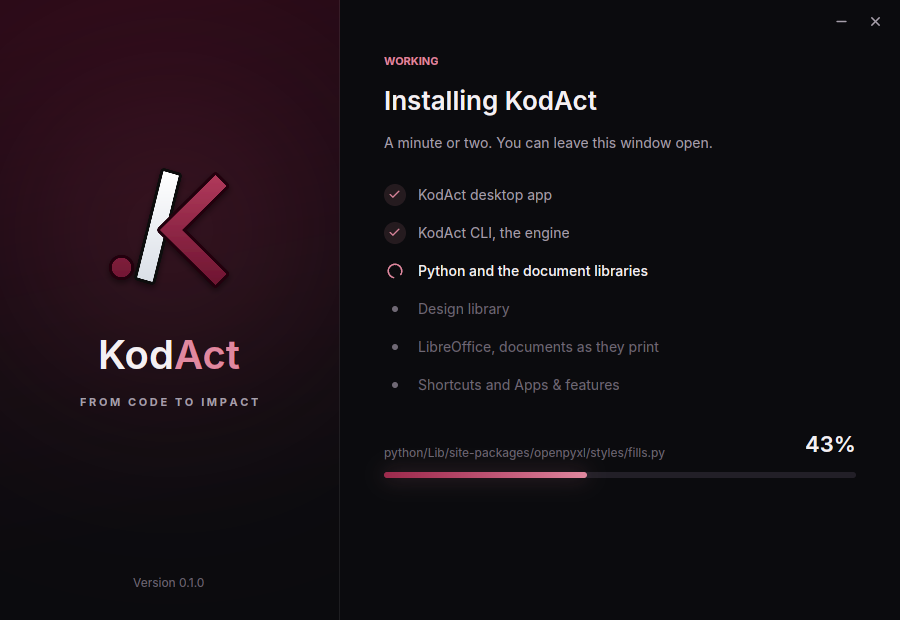 WORKING
Installing KodAct
A minute or two. You can leave this window open.
KodAct desktop app
KodAct CLI, the engine
Python and the document libraries
Design library
LibreOffice, documents as they print
Shortcuts and Apps & features
python/Lib/site-packages/openpyxl/styles/fills.py
43%
.K
KodAct
FROM CODE TO IMPACT
Version 0.1.0